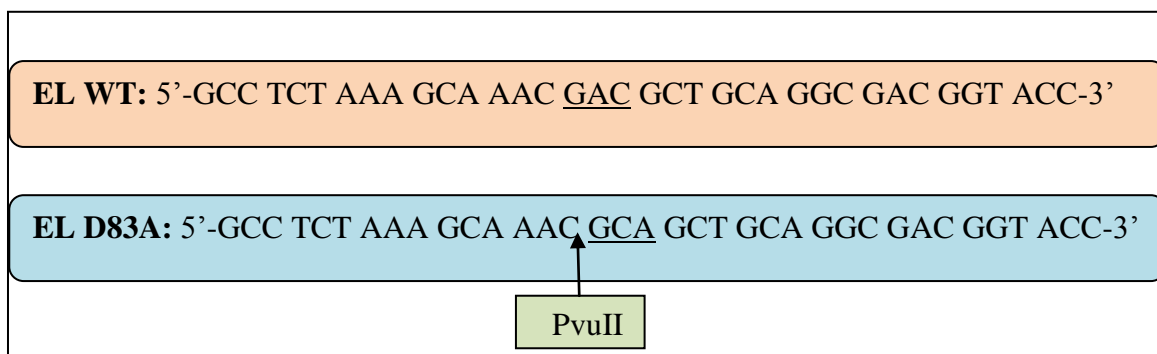 EL WT: 5’-GCC TCT AAA GCA AAC GAC GCT GCA GGC GAC GGT ACC-3’
EL D83A: 5’-GCC TCT AAA GCA AAC GCA GCT GCA GGC GAC GGT ACC-3’
PvuII